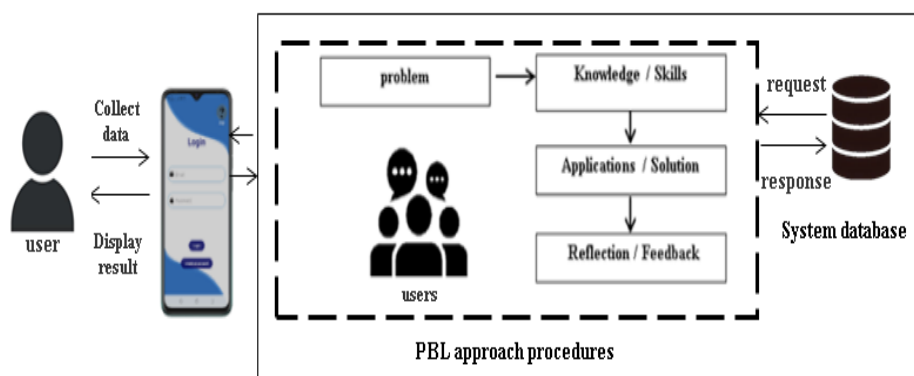 Collect
data
user
Display
result
Login
problem
Knowledge / Skills
Applications / Solution
Reflection / Feedback
users
PBL approach procedures
request
response
System database